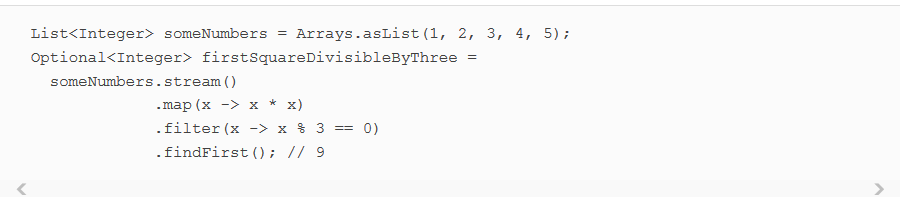 List<Integer> someNumbers = Arrays.asList(1, 2, 3, 4, 5);
Optional<Integer> firstSquareDivisibleByThree =
  someNumbers.stream()
             .map(x -> x * x)
             .filter(x -> x % 3 == 0)
             .findFirst(); // 9